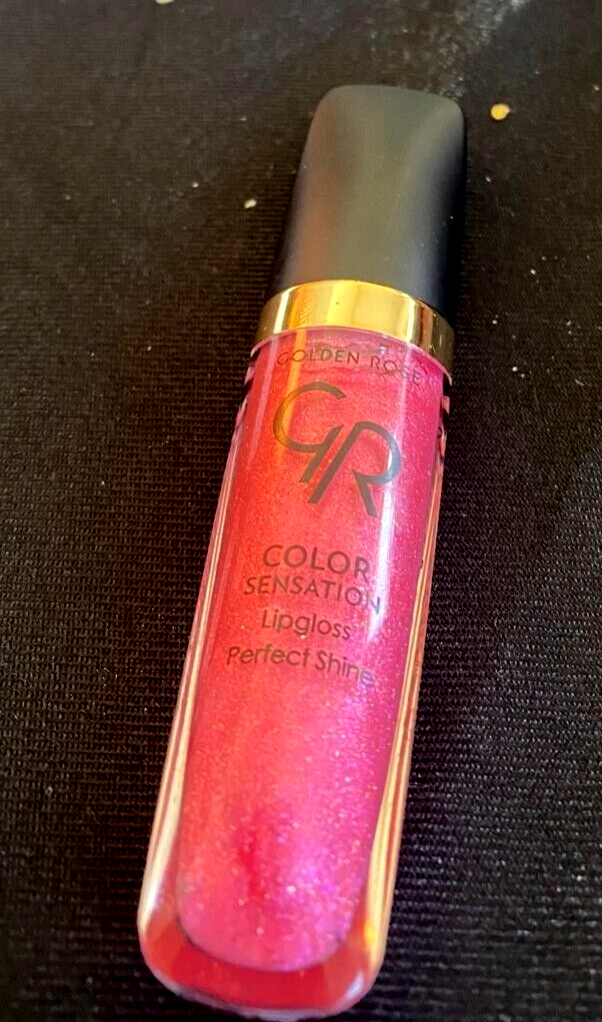 GOLDEN ROSE
GR
COLOR
SENSATION
Lipgloss
Perfect Shine